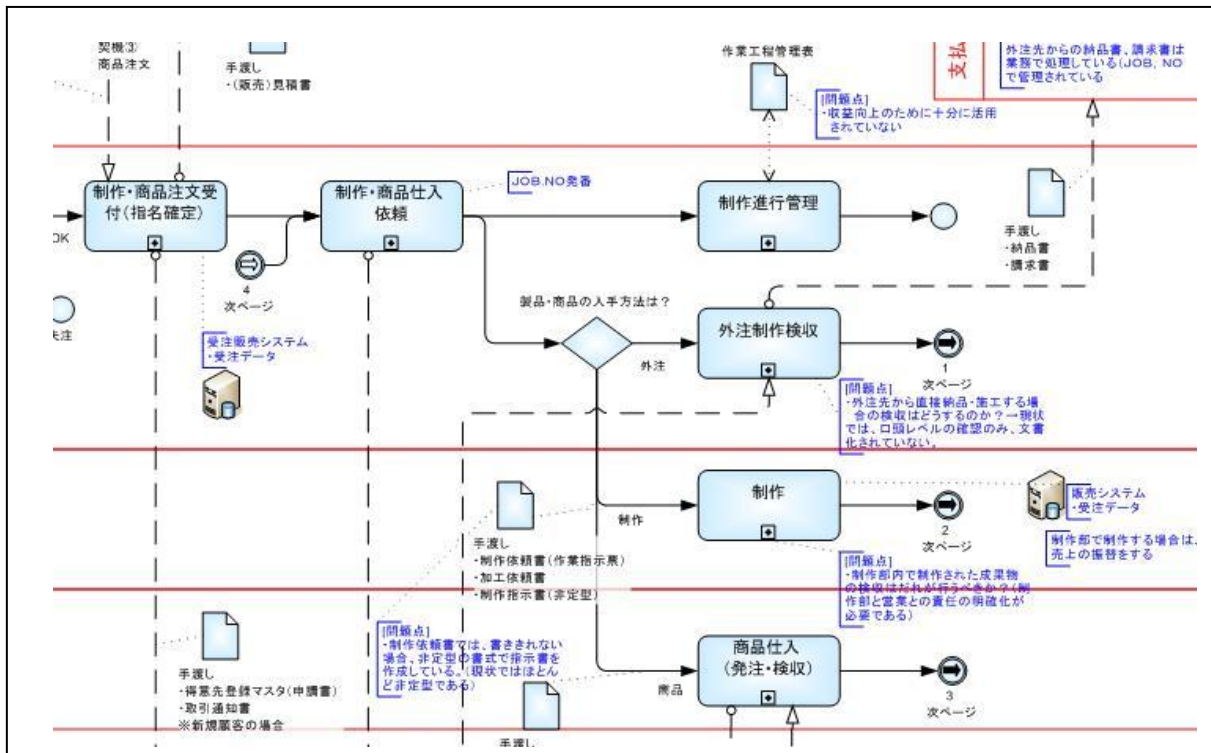 契機③
商品注文
手渡し
・(販売)見積書
作業工程管理表
[問題点]
・収益向上のために十分に活用
されていない
支払
外注先からの納品書、請求書は
業務で処理している(JOB, NO
で管理されている
制作・商品注文受
付(指名確定)
制作・商品仕入
依頼
JOB.NO発番
制作進行管理
OK
4
次ページ
手渡し
・納品書
・請求書
製品・商品の入手方法は?
外注制作検収
外注
1
次ページ
失注
受注販売システム
・受注データ
[問題点]
・外注先から直接納品・施工する場
合の検収はどうするのか?→現状
では、口頭レベルの確認のみ、文書
化されていない。
制作
制作
2
次ページ
販売システム
・受注データ
制作部で制作する場合は、
売上の振替をする
手渡し
・制作依頼書(作業指示票)
・加工依頼書
・制作指示書(非定型)
[問題点]
・制作部内で制作された成果物
の検収はだれが行うべきか?(制
作部と営業との責任の明確化が
必要である)
[問題点]
・制作依頼書では、書ききれない
場合、非定型の書式で指示書を
作成している。(現状ではほとん
ど非定型である)
商品仕入
(発注・検収)
商品
3
次ページ
手渡し
・得意先登録マスタ(申請書)
・取引通知書
※新規顧客の場合
手渡し